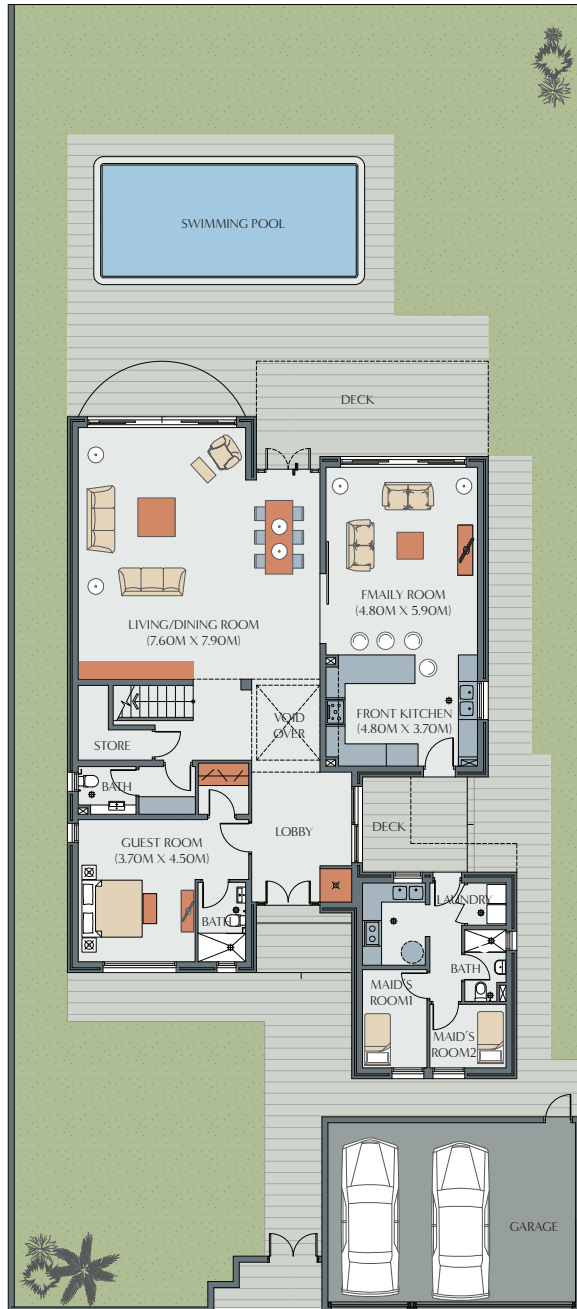 SWIMMING POOL
DECK
FMAILY ROOM
(4.80M X 5.90M)
LIVING/DINING ROOM
(7.60M X 7.90M)
VOID
OVER
FRONT KITCHEN
(4.80M X 3.70M)
STORE
BATH
LOBBY
DECK
GUEST ROOM
(3.70M X 4.50M)
LAUNDRY
BATH
BATH
MAID'S
ROOM1
MAID'S
ROOM2
GARAGE